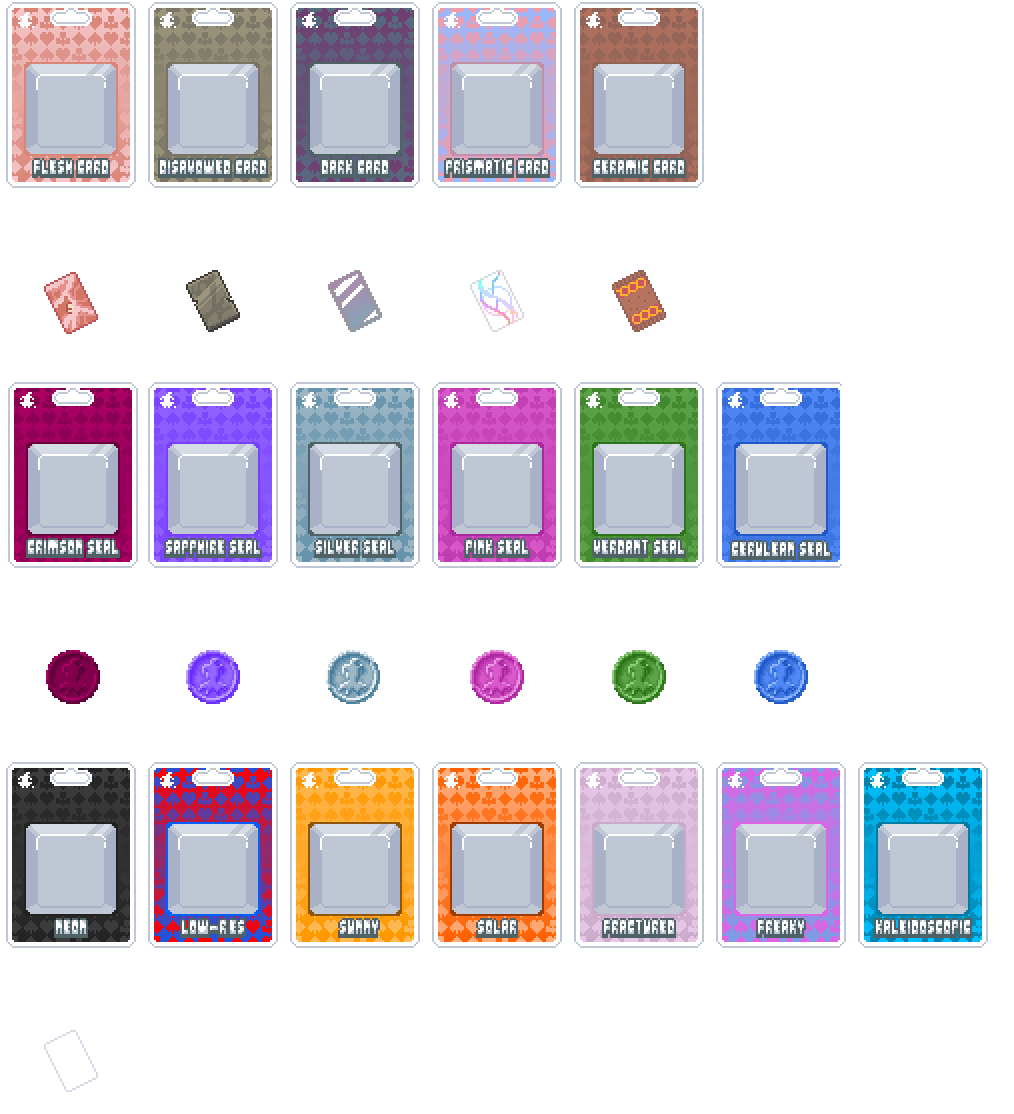 FLESH CARD
DISAVOWED CARD
DARK CARD
PRISMATIC CARD
CERAMIC CARD
CRIMSON SEAL
SAPPHIRE SEAL
SILVER SEAL
PINK SEAL
VERDANT SEAL
CERULEAN SEAL
NEON
LOW-RES
SUNNY
SOLAR
FRACTURED
FREAKY
KALEIDOSCOPIC